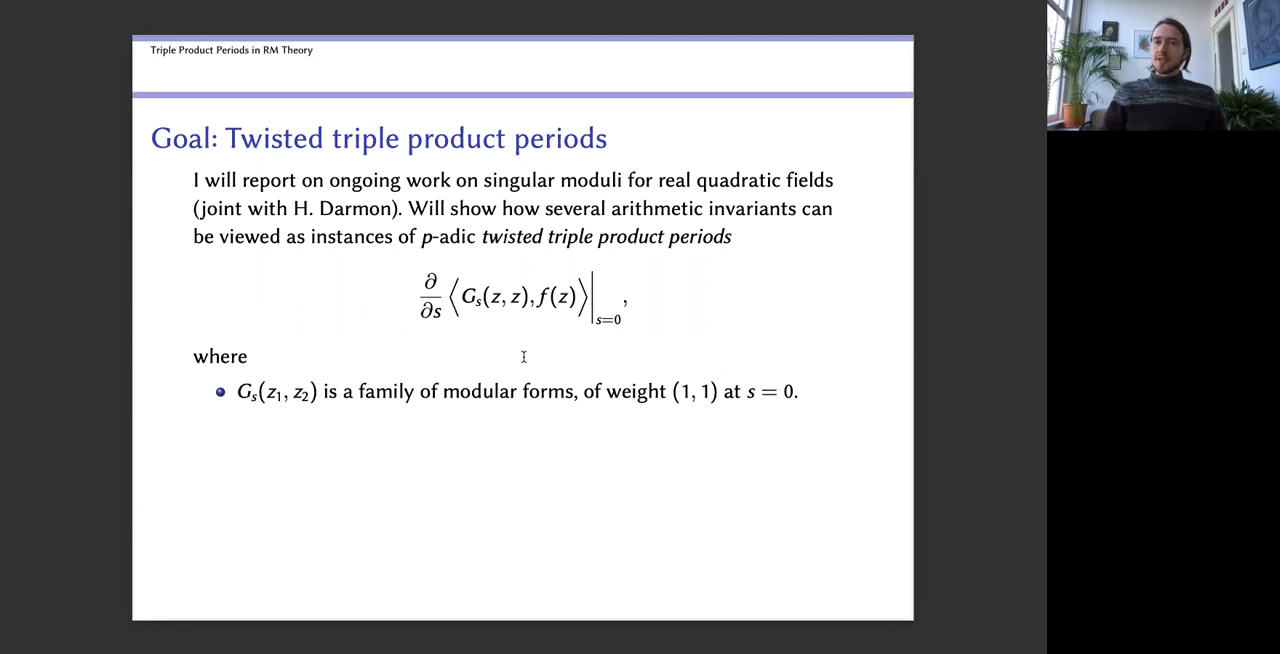 Triple Product Periods in RM Theory
Goal: Twisted triple product periods
I will report on ongoing work on singular moduli for real quadratic fields
(joint with H. Darmon). Will show how several arithmetic invariants can
be viewed as instances of p-adic twisted triple product periods
∂/∂s ⟨G_s(z, z), f(z)⟩|_{s=0},
where
G_s(z_1, z_2) is a family of modular forms, of weight (1, 1) at s = 0.